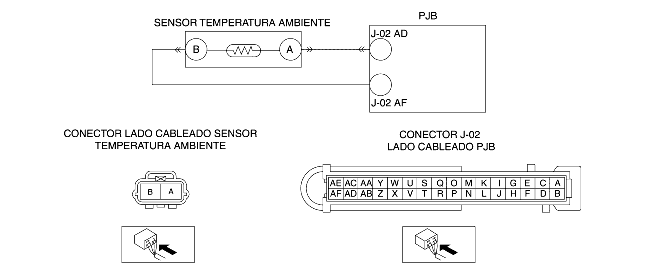 SENSOR TEMPERATURA AMBIENTE
PJB
J-02 AD
B
A
J-02 AF
CONECTOR LADO CABLEADO SENSOR
TEMPERATURA AMBIENTE
CONECTOR J-02
LADO CABLEADO PJB
B A
AE AC AA Y W U S Q O M K I G E C A
AF AD AB Z X V T R P N L J H F D B